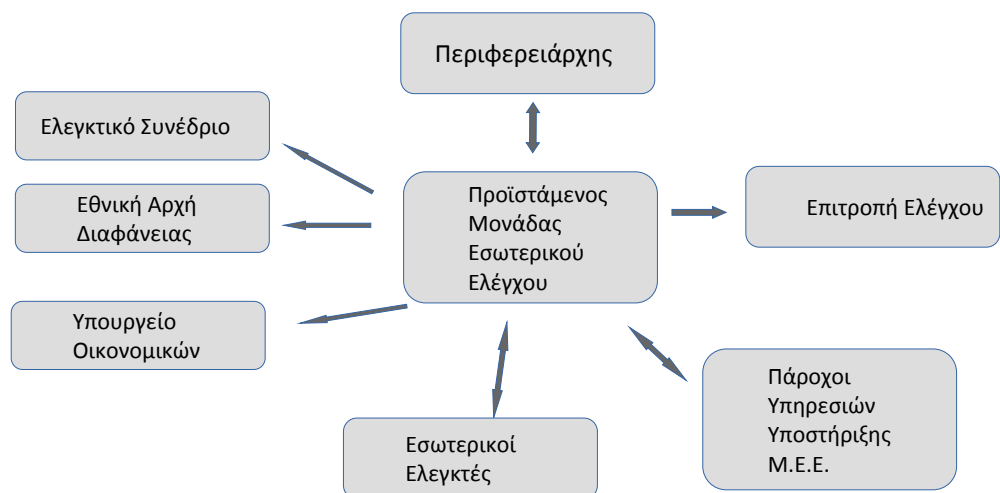 Περιφερειάρχης
Ελεγκτικό Συνέδριο
Εθνική Αρχή
Διαφάνειας
Προϊστάμενος
Μονάδας
Εσωτερικού
Ελέγχου
Επιτροπή Ελέγχου
Υπουργείο
Οικονομικών
Πάροχοι
Υπηρεσιών
Υποστήριξης
Μ.Ε.Ε.
Εσωτερικοί
Ελεγκτές